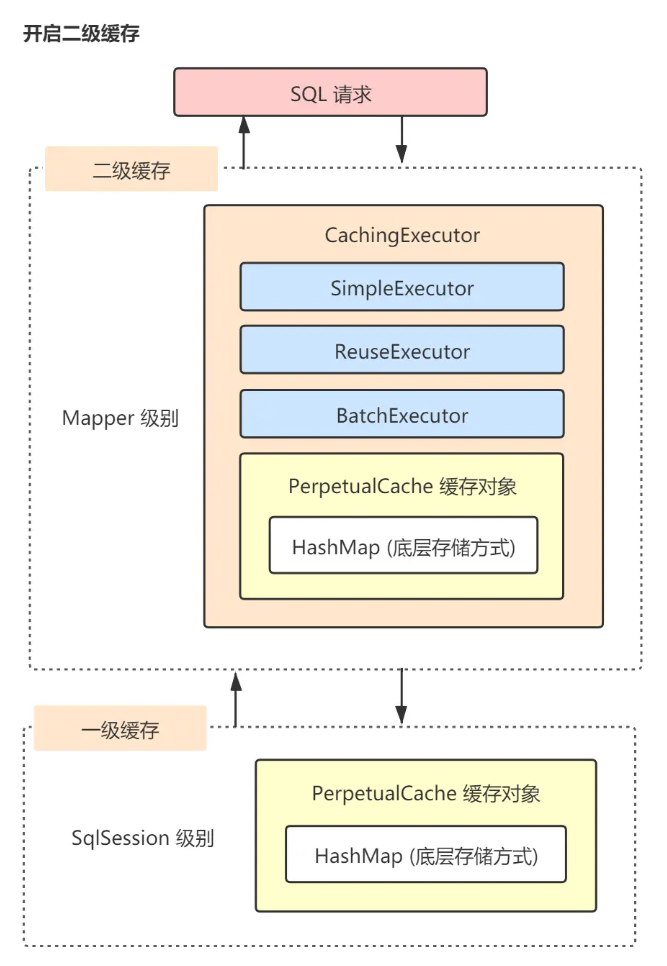 开启二级缓存
SQL 请求
二级缓存
CachingExecutor
SimpleExecutor
ReuseExecutor
BatchExecutor
Mapper 级别
PerpetualCache 缓存对象
HashMap (底层存储方式)
一级缓存
PerpetualCache 缓存对象
SqlSession 级别
HashMap (底层存储方式)